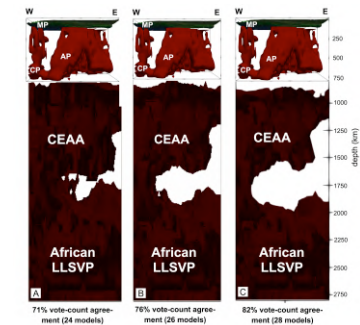 W E W E W E
MP MP MP
AP AP AP
CP CP CP
250
500
750
1000
1250
1500
1750
2000
2250
2500
2750
depth (km)
CEAA CEAA CEAA
African African African
LLSVP LLSVP LLSVP
A B C
71% vote-count agree- 76% vote-count agree- 82% vote-count agree-
ment (24 models) ment (26 models) ment (28 models)